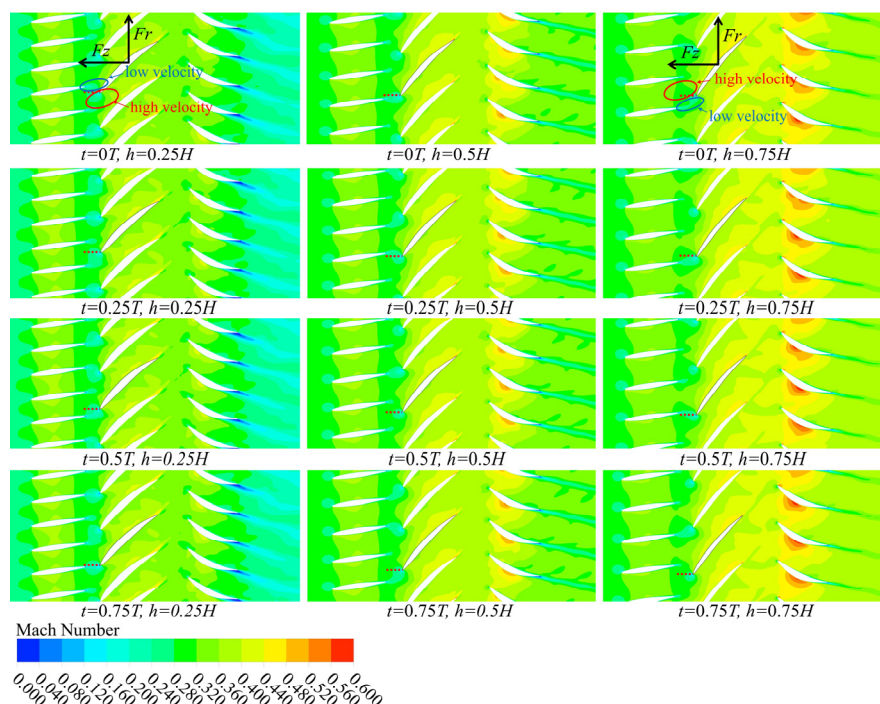 Fr
Fz
low velocity
high velocity
Fr
Fz
high velocity
low velocity
t=0T, h=0.25H
t=0T, h=0.5H
t=0T, h=0.75H
t=0.25T, h=0.25H
t=0.25T, h=0.5H
t=0.25T, h=0.75H
t=0.5T, h=0.25H
t=0.5T, h=0.5H
t=0.5T, h=0.75H
t=0.75T, h=0.25H
t=0.75T, h=0.5H
t=0.75T, h=0.75H
Mach Number
0.000
0.040
0.080
0.120
0.160
0.200
0.240
0.280
0.320
0.360
0.400
0.440
0.480
0.520
0.560
0.600